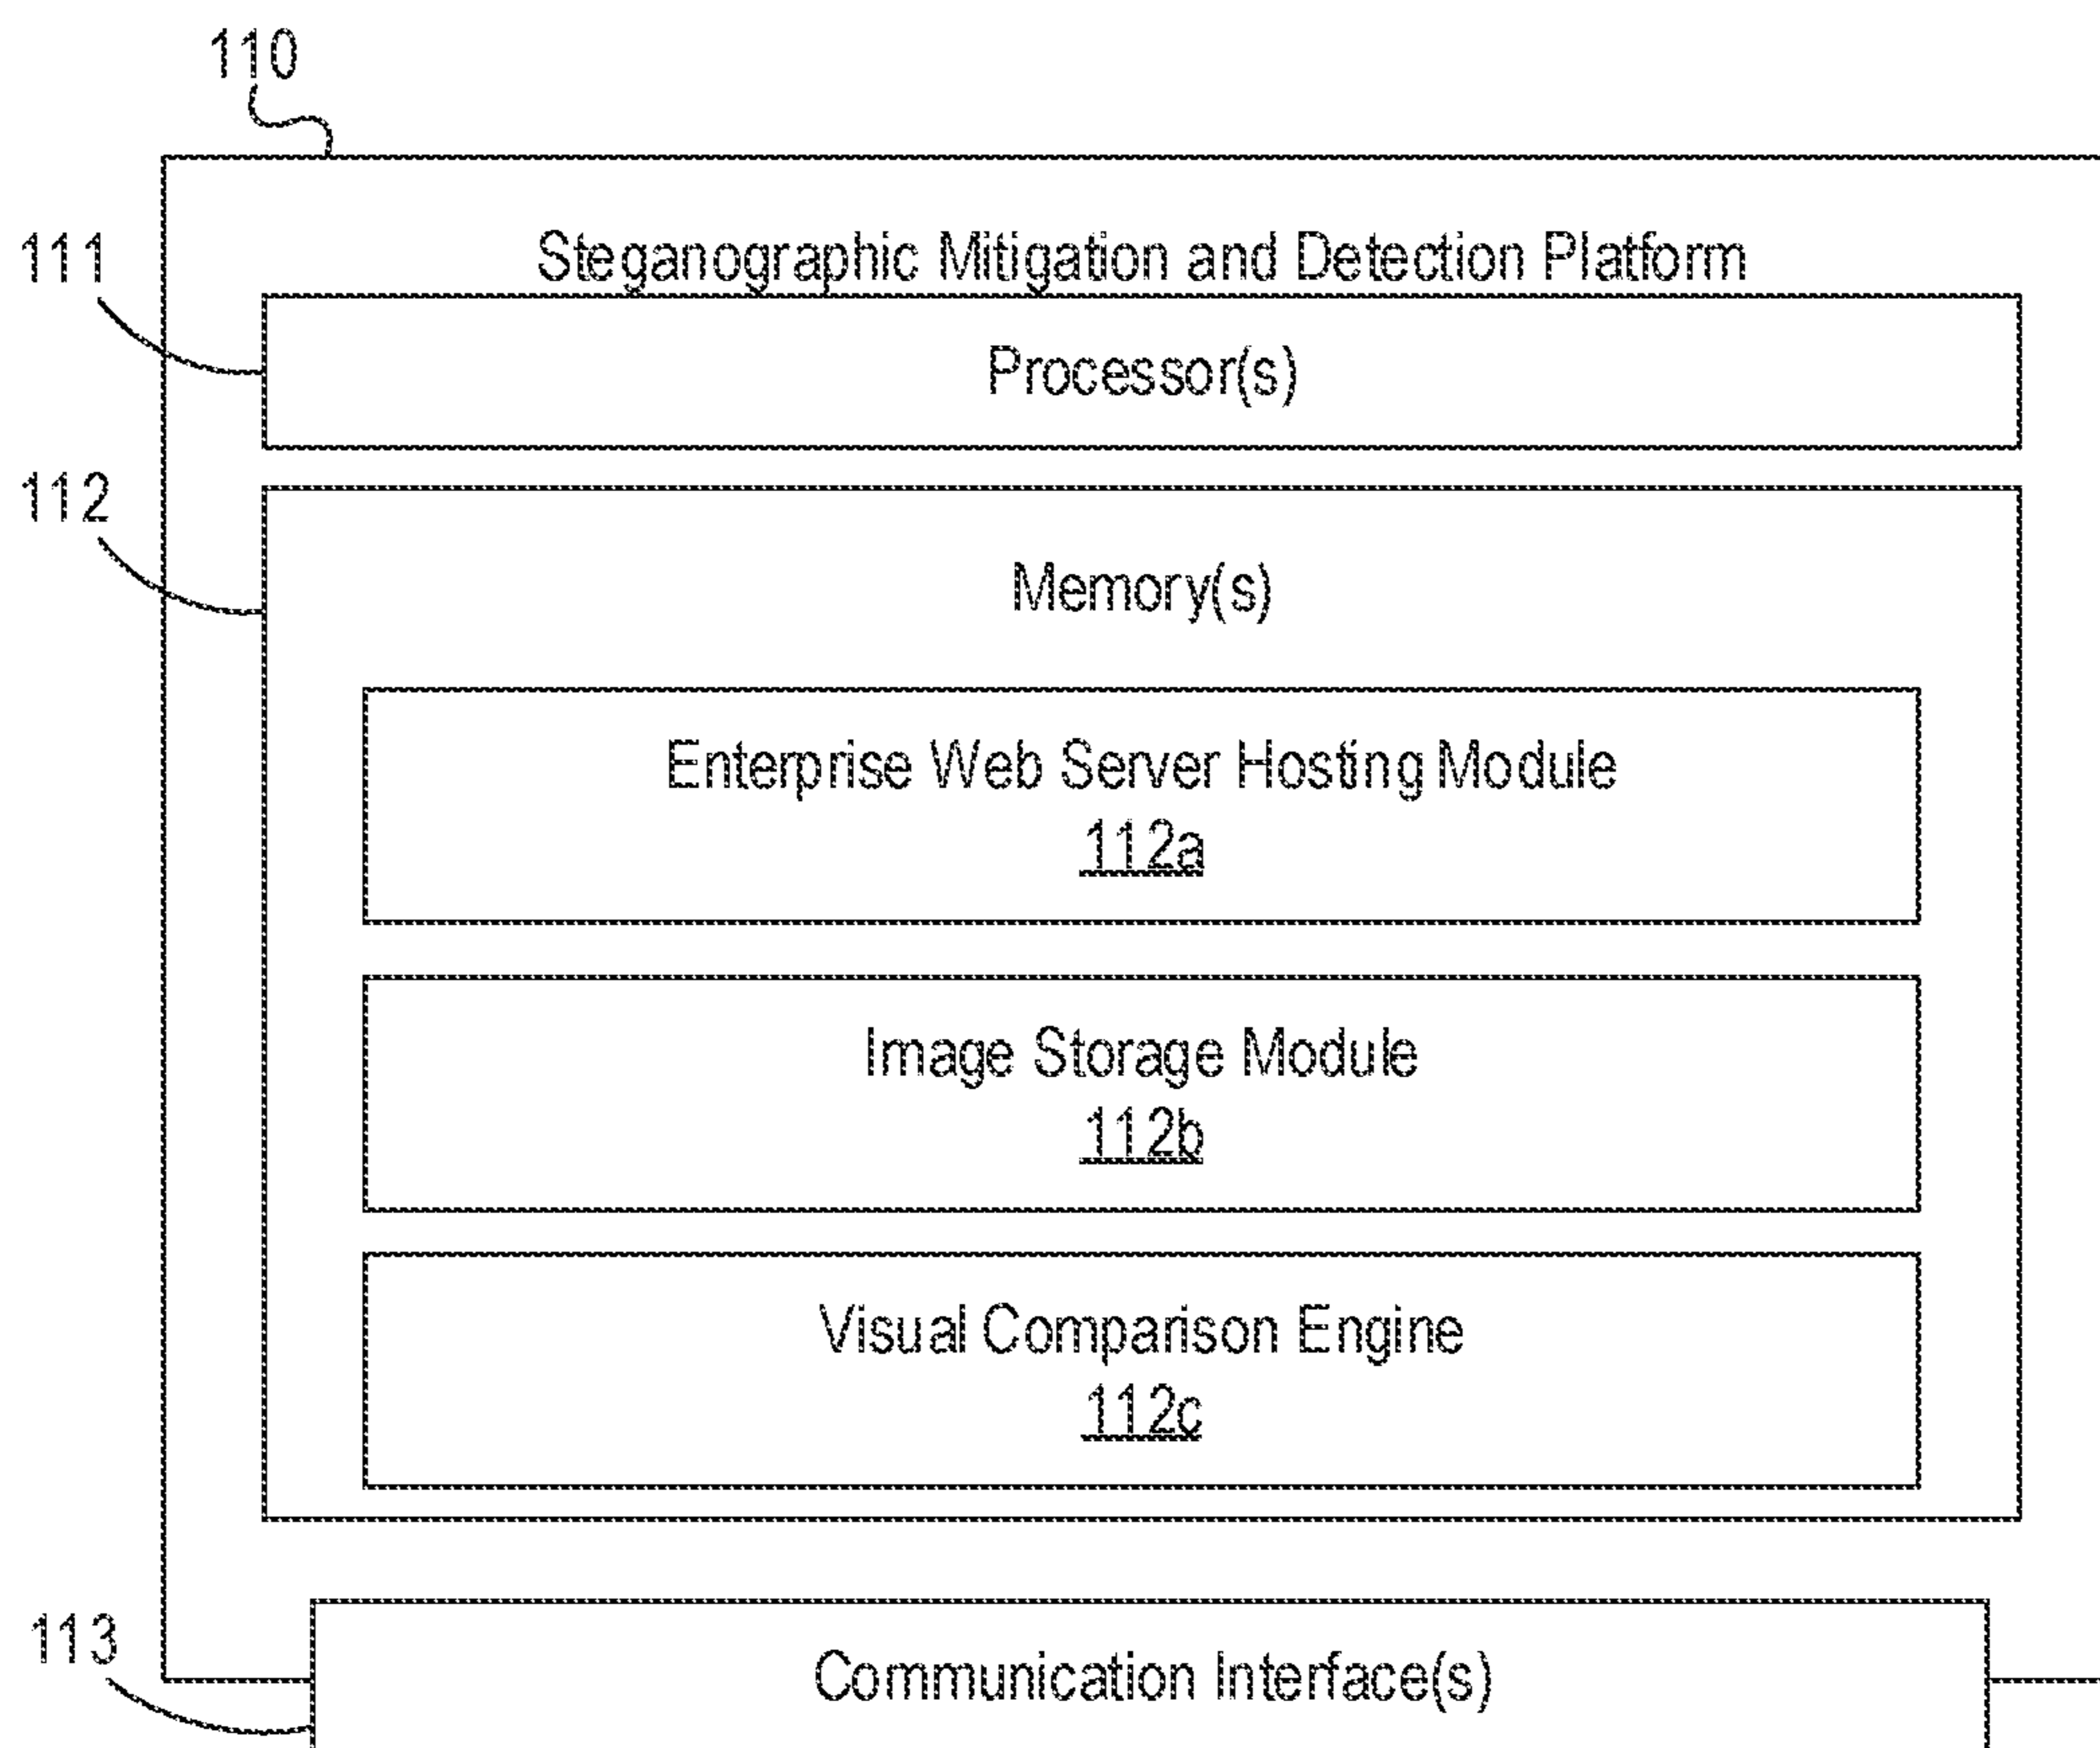 110
Steganographic Mitigation and Detection Platform
111
Processor(s)
112
Memory(s)
Enterprise Web Server Hosting Module
112a
Image Storage Module
112b
Visual Comparison Engine
112c
113
Communication Interface(s)